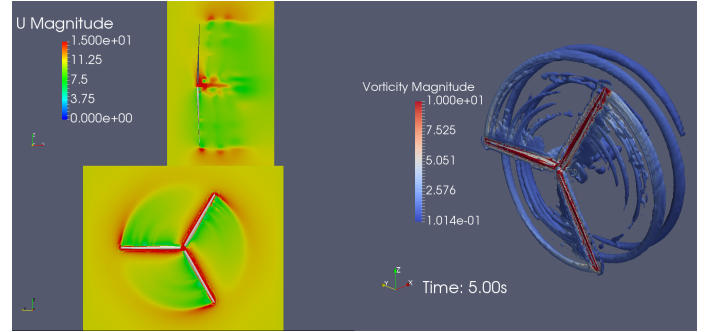 U Magnitude
1.500e+01
11.25
7.5
3.75
0.000e+00
Vorticity Magnitude
1.000e+01
7.525
5.051
2.576
1.014e-01
Z
Y
X
Time: 5.00s